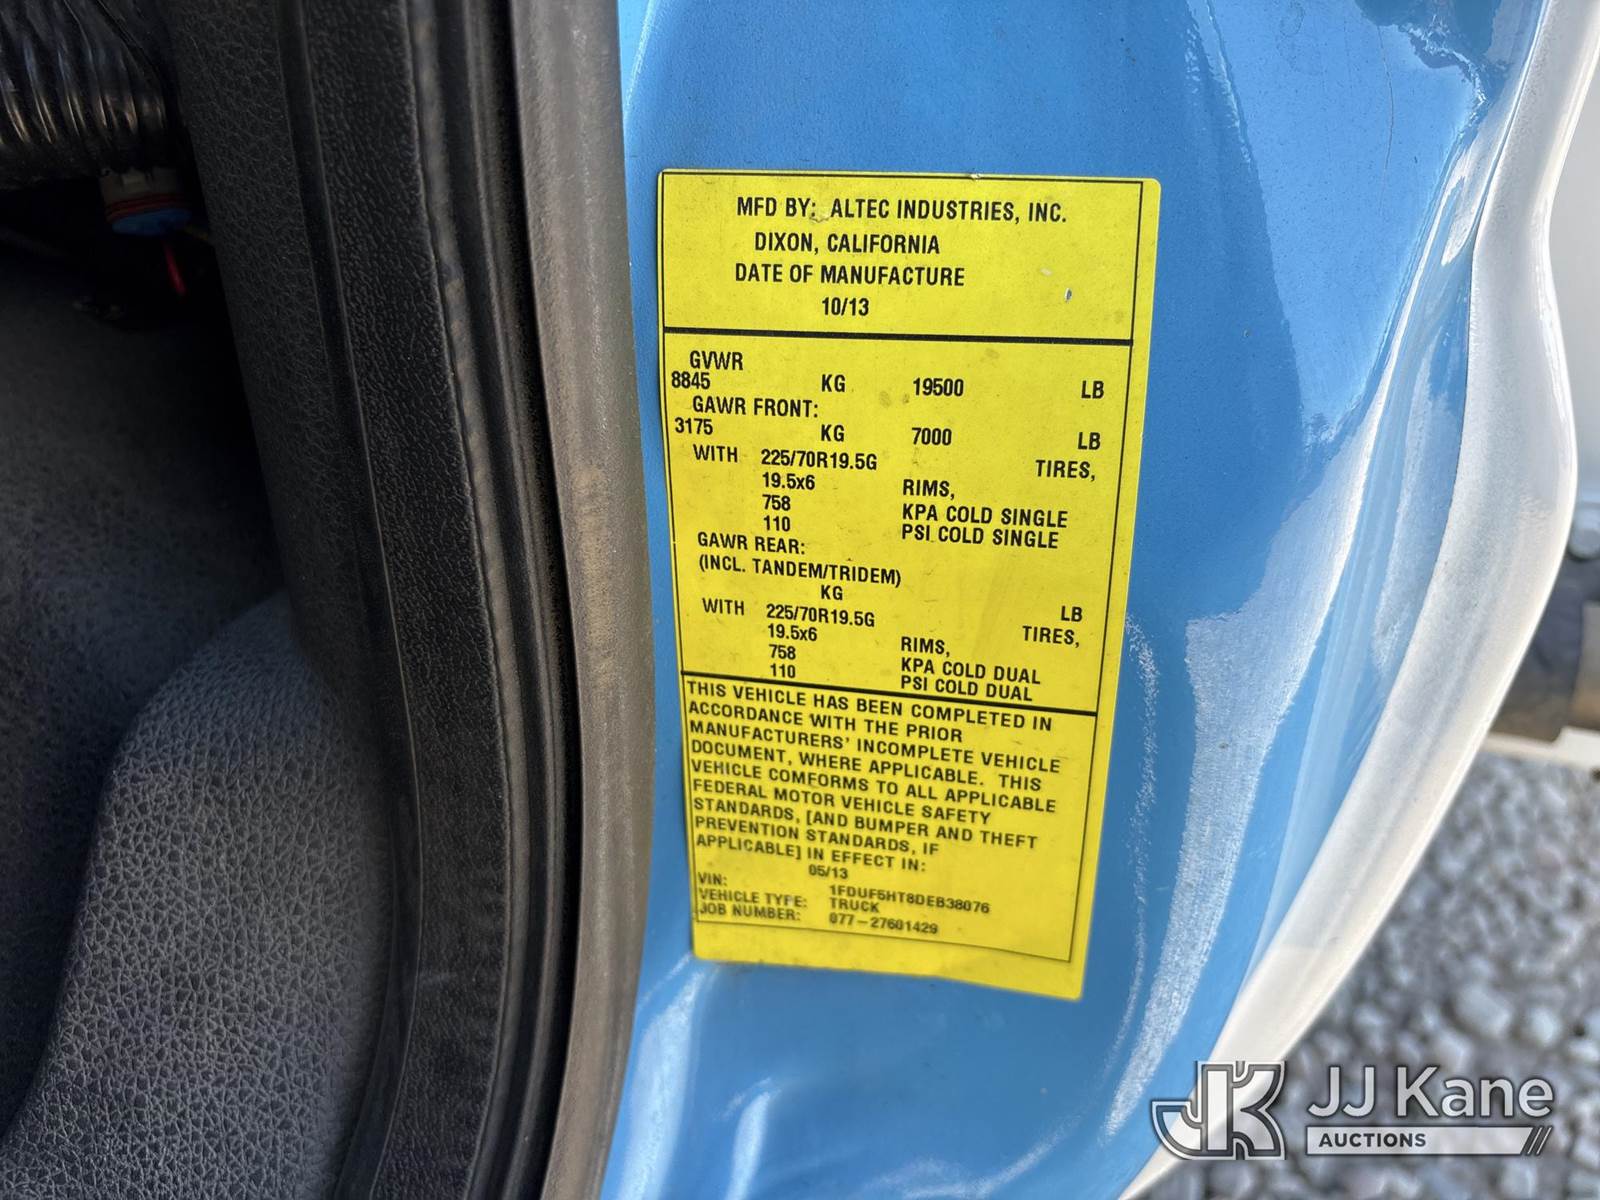 MFD BY: ALTEC INDUSTRIES, INC.
DIXON, CALIFORNIA
DATE OF MANUFACTURE
10/13
GVWR
8845 KG 19500 LB
GAWR FRONT:
3175 KG 7000 LB
WITH 225/70R19.5G TIRES,
19.5x6 RIMS,
758 KPA COLD SINGLE
110 PSI COLD SINGLE
GAWR REAR:
(INCL. TANDEM/TRIDEM)
KG LB
WITH 225/70R19.5G TIRES,
19.5x6 RIMS,
758 KPA COLD DUAL
110 PSI COLD DUAL
THIS VEHICLE HAS BEEN COMPLETED IN
ACCORDANCE WITH THE PRIOR
MANUFACTURERS' INCOMPLETE VEHICLE
DOCUMENT, WHERE APPLICABLE. THIS
VEHICLE COMFORMS TO ALL APPLICABLE
FEDERAL MOTOR VEHICLE SAFETY
STANDARDS, [AND BUMPER AND THEFT
PREVENTION STANDARDS, IF
APPLICABLE] IN EFFECT IN:
05/13
VIN: 1FDUF5HT8DEB38076
VEHICLE TYPE: TRUCK
JOB NUMBER: 077-27601429
JK JJ Kane
AUCTIONS